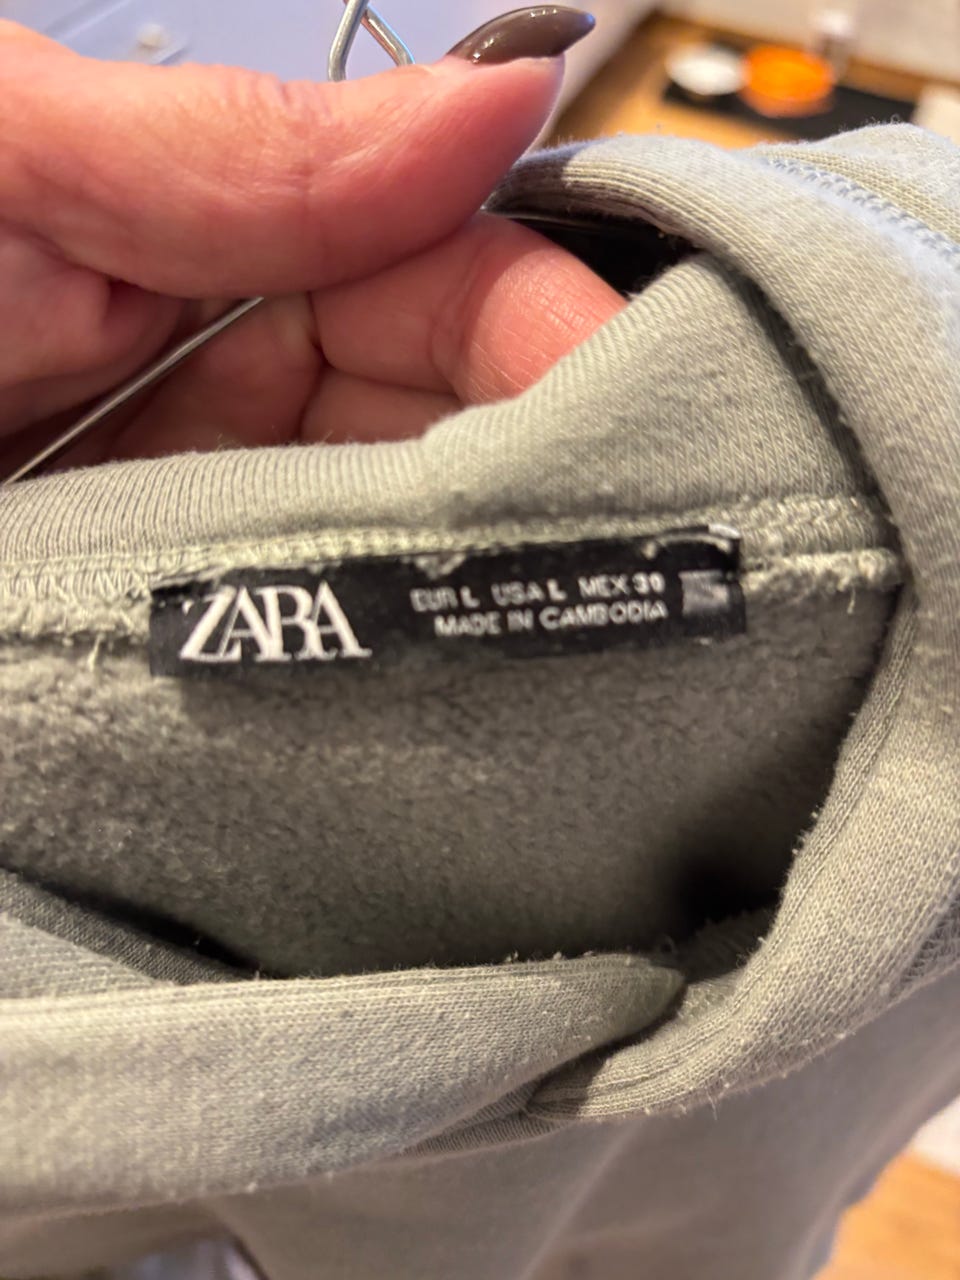 ZARA
EUR L USA L MEX 30
MADE IN CAMBODIA